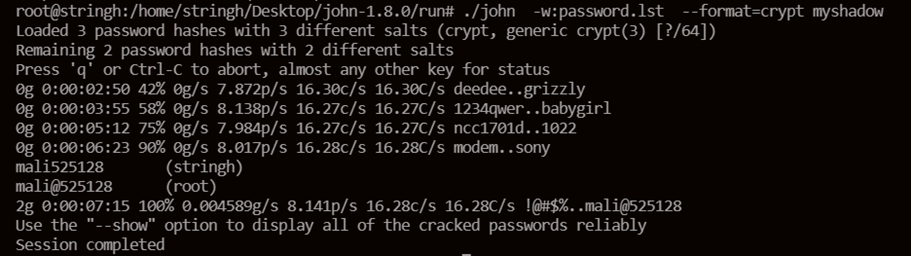 root@stringh:/home/stringh/Desktop/john-1.8.0/run# ./john  -w:password.lst  --format=crypt myshadow
Loaded 3 password hashes with 3 different salts (crypt, generic crypt(3) [?/64])
Remaining 2 password hashes with 2 different salts
Press 'q' or Ctrl-C to abort, almost any other key for status
0g 0:00:02:50 42% 0g/s 7.872p/s 16.30c/s 16.30C/s deedee..grizzly
0g 0:00:03:55 58% 0g/s 8.138p/s 16.27c/s 16.27C/s 1234qwer..babygirl
0g 0:00:05:12 75% 0g/s 7.984p/s 16.27c/s 16.27C/s ncc1701d..1022
0g 0:00:06:23 90% 0g/s 8.017p/s 16.28c/s 16.28C/s modem..sony
mali525128       (stringh)
mali@525128      (root)
2g 0:00:07:15 100% 0.004589g/s 8.141p/s 16.28c/s 16.28C/s !@#$%..mali@525128
Use the "--show" option to display all of the cracked passwords reliably
Session completed